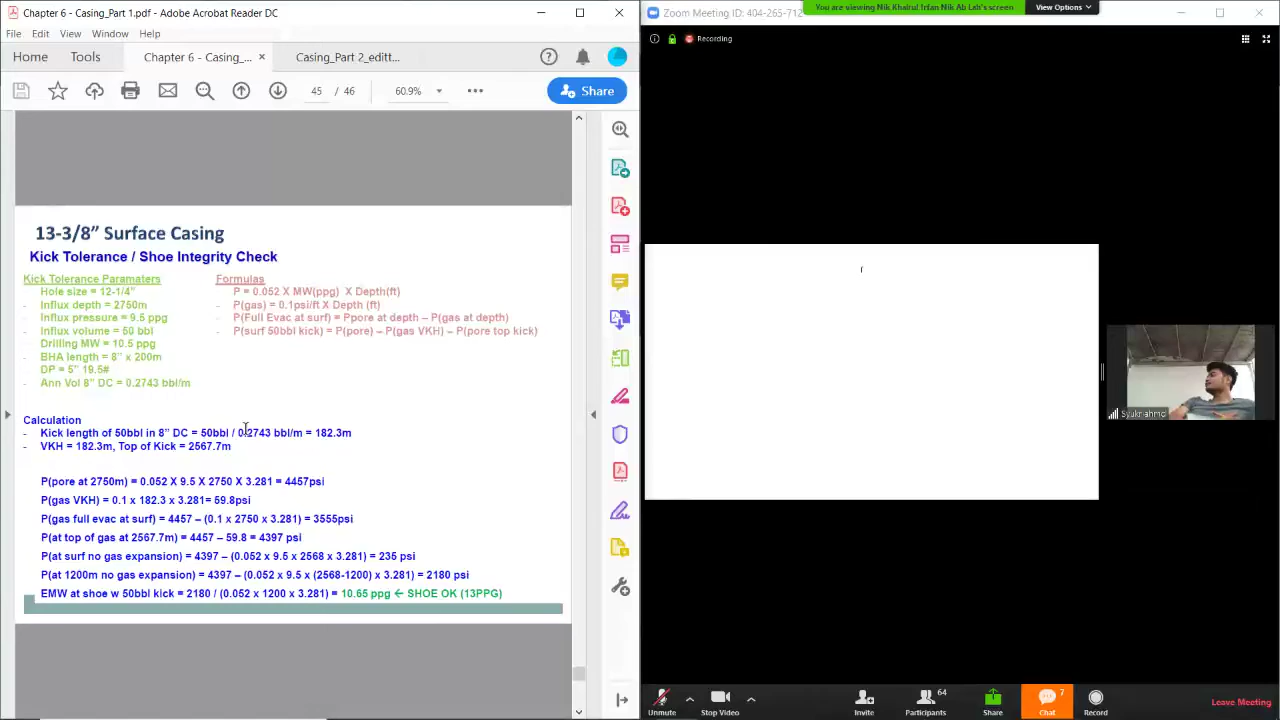 Chapter 6 - Casing_Part 1.pdf - Adobe Acrobat Reader DC
File Edit View Window Help
Home Tools Chapter 6 - Casing_... × Casing_Part 2_editt...
45 / 46 60.9% Share
13-3/8” Surface Casing
Kick Tolerance / Shoe Integrity Check
Kick Tolerance Paramaters
- Hole size = 12-1/4”
- Influx depth = 2750m
- Influx pressure = 9.5 ppg
- Influx volume = 50 bbl
- Drilling MW = 10.5 ppg
- BHA length = 8” x 200m
- DP = 5” 19.5#
- Ann Vol 8” DC = 0.2743 bbl/m
Formulas
- P = 0.052 X MW(ppg) X Depth(ft)
- P(gas) = 0.1psi/ft X Depth (ft)
- P(Full Evac at surf) = Ppore at depth – P(gas at depth)
- P(surf 50bbl kick) = P(pore) – P(gas VKH) – P(pore top kick)
Calculation
- Kick length of 50bbl in 8” DC = 50bbl / 0.2743 bbl/m = 182.3m
- VKH = 182.3m, Top of Kick = 2567.7m
P(pore at 2750m) = 0.052 X 9.5 X 2750 X 3.281 = 4457psi
P(gas VKH) = 0.1 x 182.3 x 3.281= 59.8psi
P(gas full evac at surf) = 4457 – (0.1 x 2750 x 3.281) = 3555psi
P(at top of gas at 2567.7m) = 4457 – 59.8 = 4397 psi
P(at surf no gas expansion) = 4397 – (0.052 x 9.5 x 2568 x 3.281) = 235 psi
P(at 1200m no gas expansion) = 4397 – (0.052 x 9.5 x (2568-1200) x 3.281) = 2180 psi
EMW at shoe w 50bbl kick = 2180 / (0.052 x 1200 x 3.281) = 10.65 ppg ← SHOE OK (13PPG)
Zoom Meeting ID: 404-265-712
You are viewing Nik Khairul Irfan Nik Ab Lah's screen
View Options
Recording
Syukriahmd
Unmute Stop Video Invite Participants 64 Share Chat 7 Record Leave Meeting